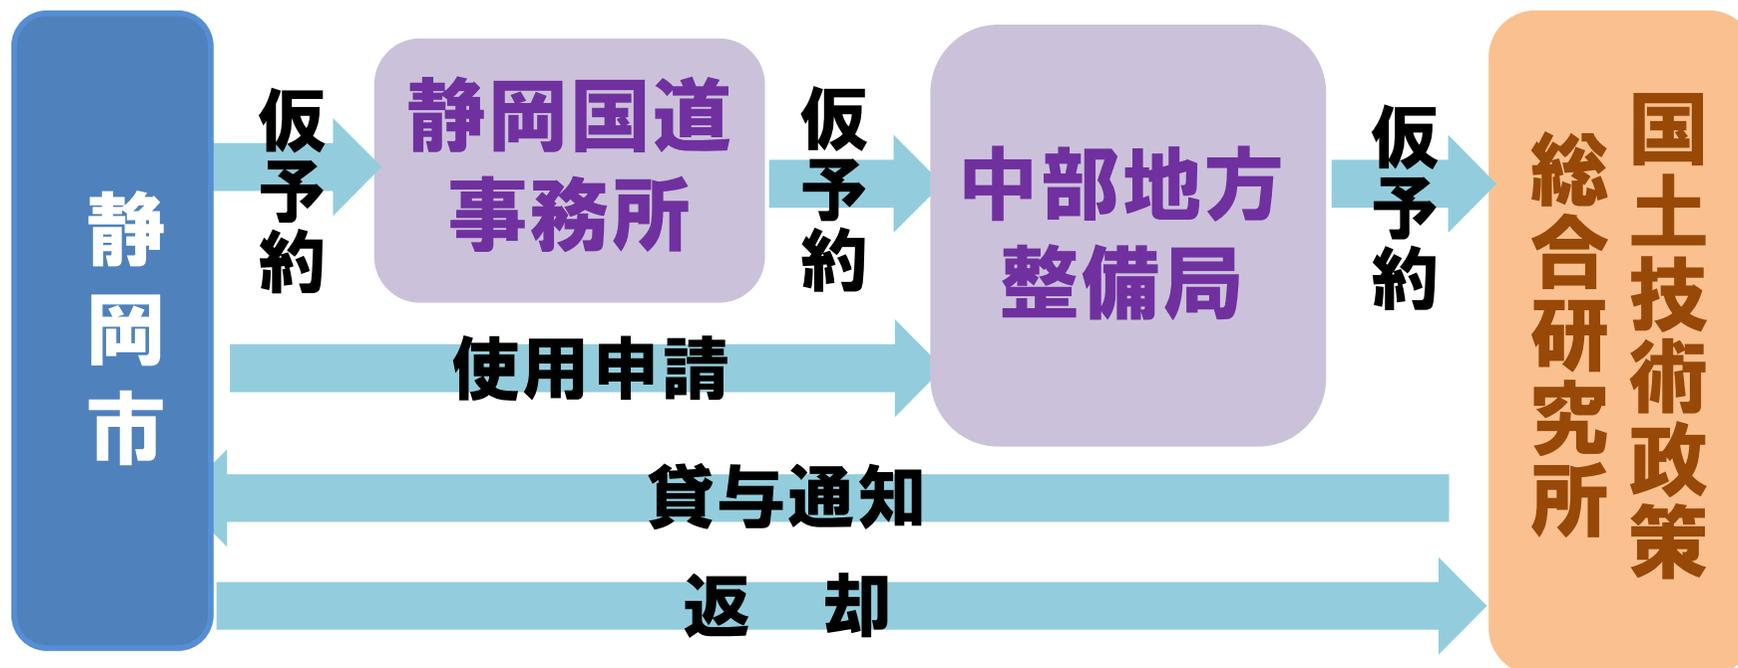 静岡市
仮予約
静岡国道
事務所
仮予約
中部地方
整備局
仮予約
国土技術政策
総合研究所
使用申請
貸与通知
返　却